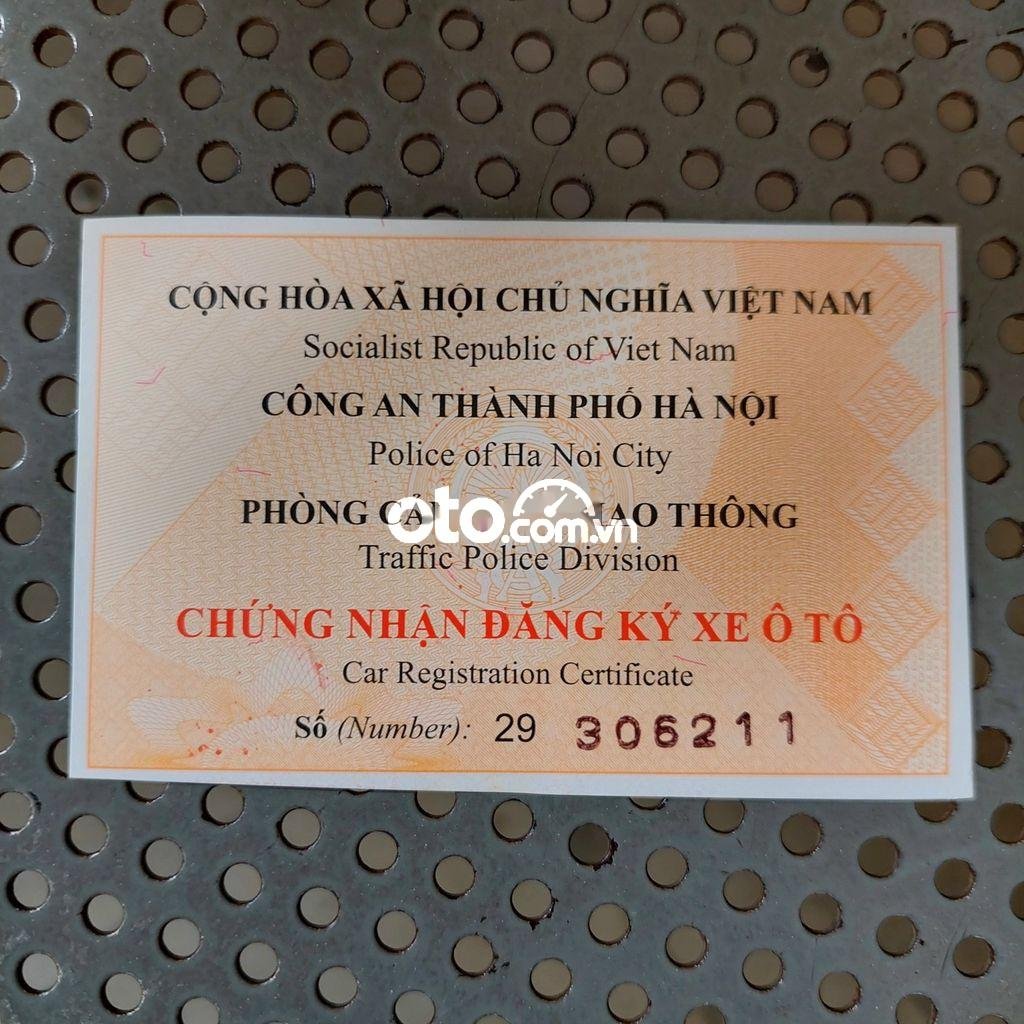 CỘNG HÒA XÃ HỘI CHỦ NGHĨA VIỆT NAM
Socialist Republic of Viet Nam
CÔNG AN THÀNH PHỐ HÀ NỘI
Police of Ha Noi City
PHÒNG THÔNG
oto.com.vn
Traffic Police Division
CHỨNG NHẬN ĐĂNG KÝ XE Ô TÔ
Car Registration Certificate
Số (Number): 29 306211